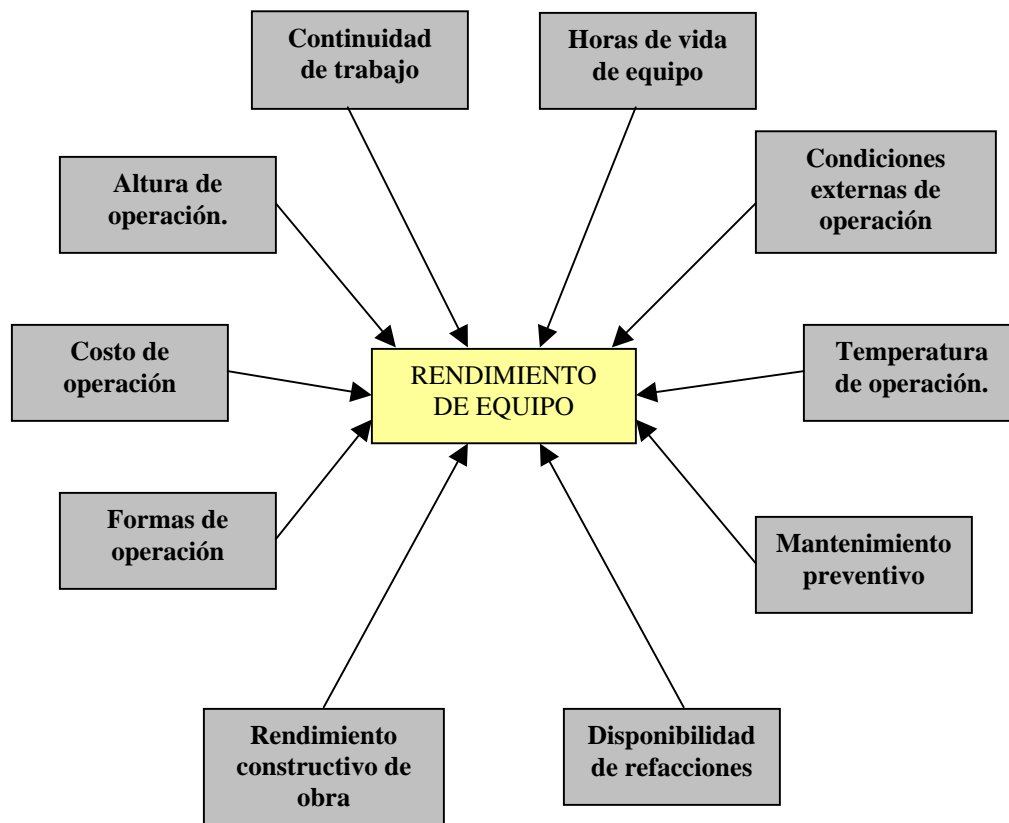 Continuidad
de trabajo
Horas de vida
de equipo
Altura de
operación.
Condiciones
externas de
operación
Costo de
operación
RENDIMIENTO
DE EQUIPO
Temperatura
de operación.
Formas de
operación
Mantenimiento
preventivo
Rendimiento
constructivo de
obra
Disponibilidad
de refacciones